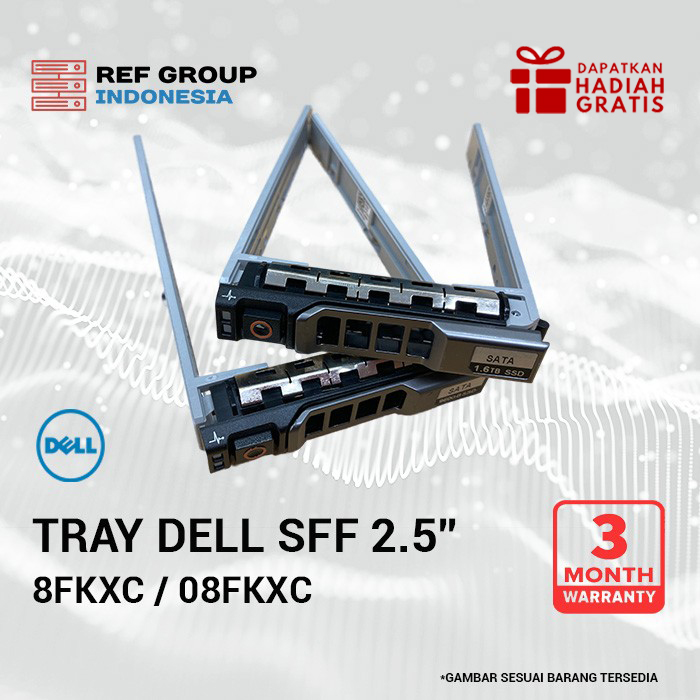 REF GROUP
INDONESIA
DAPATKAN
HADIAH
GRATIS
SATA
1.6TB SSD
SATA
DELL
TRAY DELL SFF 2.5"
8FKXC / 08FKXC
3
MONTH
WARRANTY
*GAMBAR SESUAI BARANG TERSEDIA